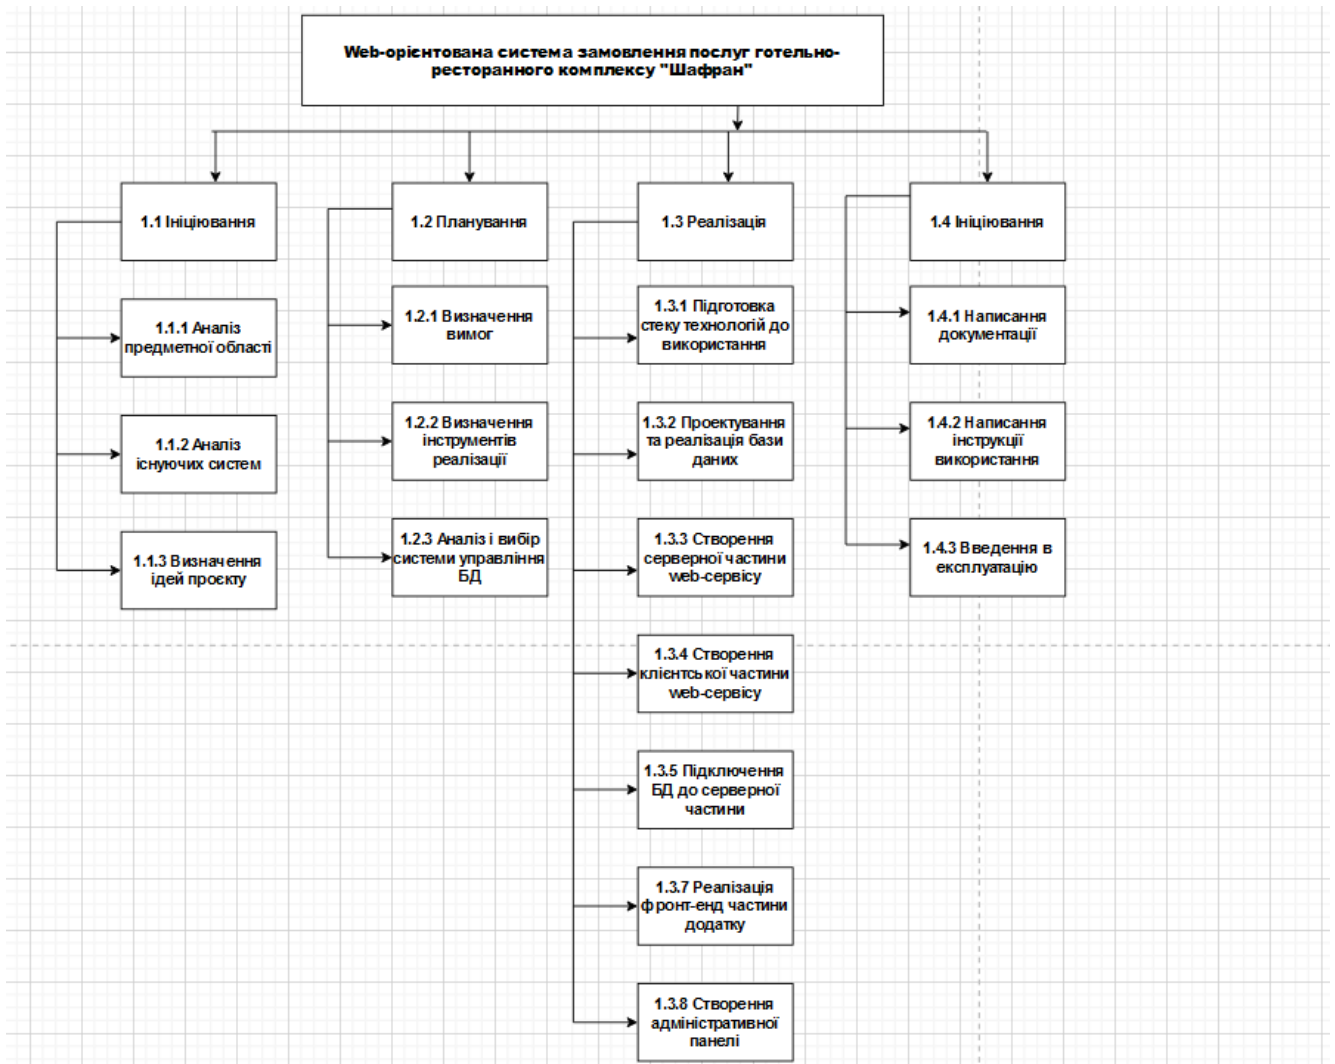 Web-орієнтована система замовлення послуг готельно-
ресторанного комплексу "Шафран"
1.1 Ініціювання
1.1.1 Аналіз
предметної області
1.1.2 Аналіз
існуючих систем
1.1.3 Визначення
ідей проєкту
1.2 Планування
1.2.1 Визначення
вимог
1.2.2 Визначення
інструментів
реалізації
1.2.3 Аналіз і вибір
системи управління
БД
1.3 Реалізація
1.3.1 Підготовка
стеку технологій до
використання
1.3.2 Проектування
та реалізація бази
даних
1.3.3 Створення
серверної частини
web-сервісу
1.3.4 Створення
клієнтської частини
web-сервісу
1.3.5 Підключення
БД до серверної
частини
1.3.7 Реалізація
фронт-енд частини
додатку
1.3.8 Створення
адміністративної
панелі
1.4 Ініціювання
1.4.1 Написання
документації
1.4.2 Написання
інструкції
використання
1.4.3 Введення в
експлуатацію